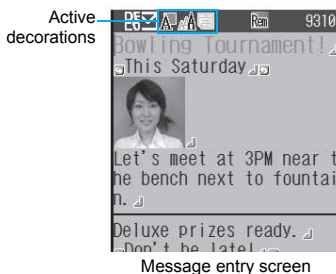 Active
decorations
Rem 9310
Bowling Tournament!
This Saturday
Let's meet at 3PM near t
he bench next to fountai
n.
Deluxe prizes ready.
Don't be late!
Message entry screen